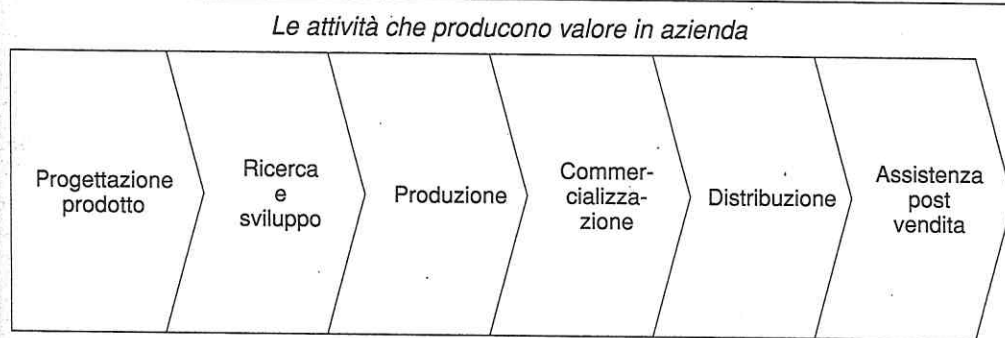 Le attività che producono valore in azienda
Progettazione
prodotto
Ricerca
e
sviluppo
Produzione
Commer-
cializza-
zione
Distribuzione
Assistenza
post
vendita